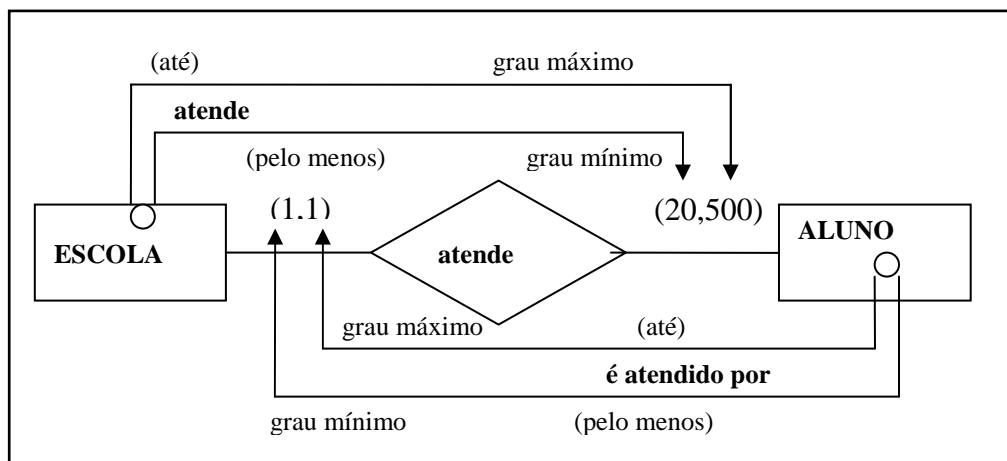 (até) grau máximo
atende
(pelo menos) grau mínimo
(1,1) (20,500)
ESCOLA atende ALUNO
grau máximo (até)
é atendido por
grau mínimo (pelo menos)